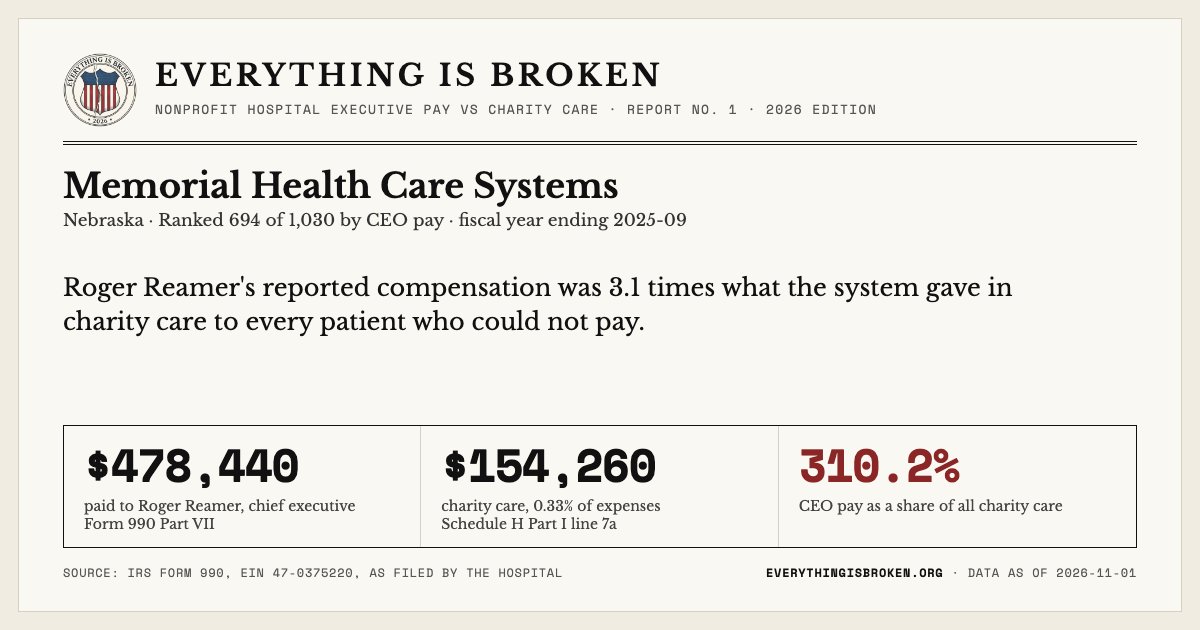 EVERYTHING IS BROKEN
2026
EVERYTHING IS BROKEN
NONPROFIT HOSPITAL EXECUTIVE PAY VS CHARITY CARE · REPORT NO. 1 · 2026 EDITION
Memorial Health Care Systems
Nebraska · Ranked 694 of 1,030 by CEO pay · fiscal year ending 2025-09
Roger Reamer's reported compensation was 3.1 times what the system gave in
charity care to every patient who could not pay.
$478,440
paid to Roger Reamer, chief executive
Form 990 Part VII
$154,260
charity care, 0.33% of expenses
Schedule H Part I line 7a
310.2%
CEO pay as a share of all charity care
SOURCE: IRS FORM 990, EIN 47-0375220, AS FILED BY THE HOSPITAL
EVERYTHINGISBROKEN.ORG · DATA AS OF 2026-11-01